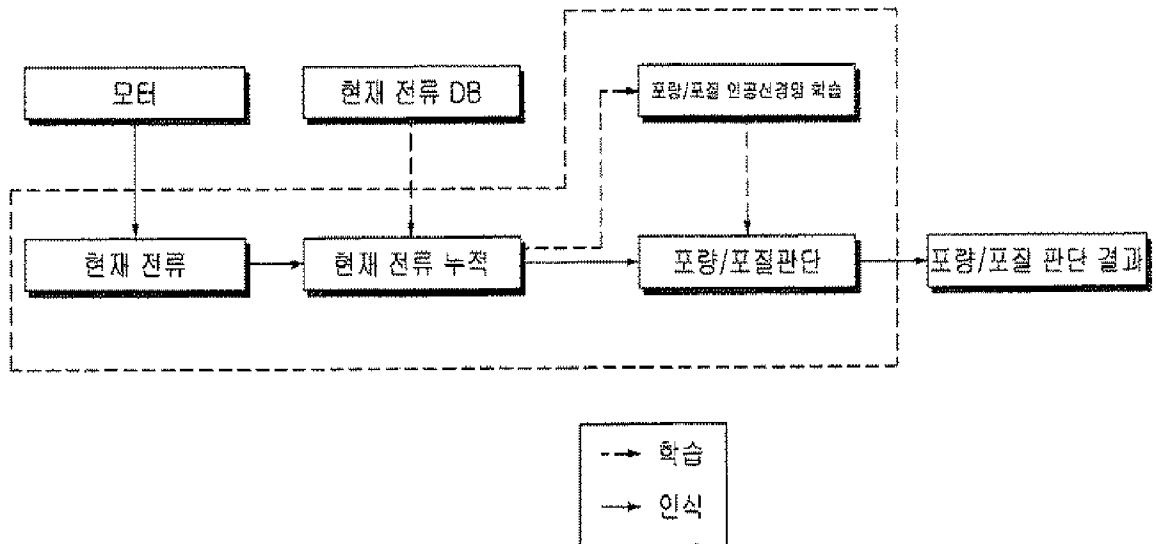 모터
현재 전류 DB
포량/포질 인공신경망 학습
현재 전류
현재 전류 누적
포량/포질판단
포량/포질 판단 결과
학습
인식